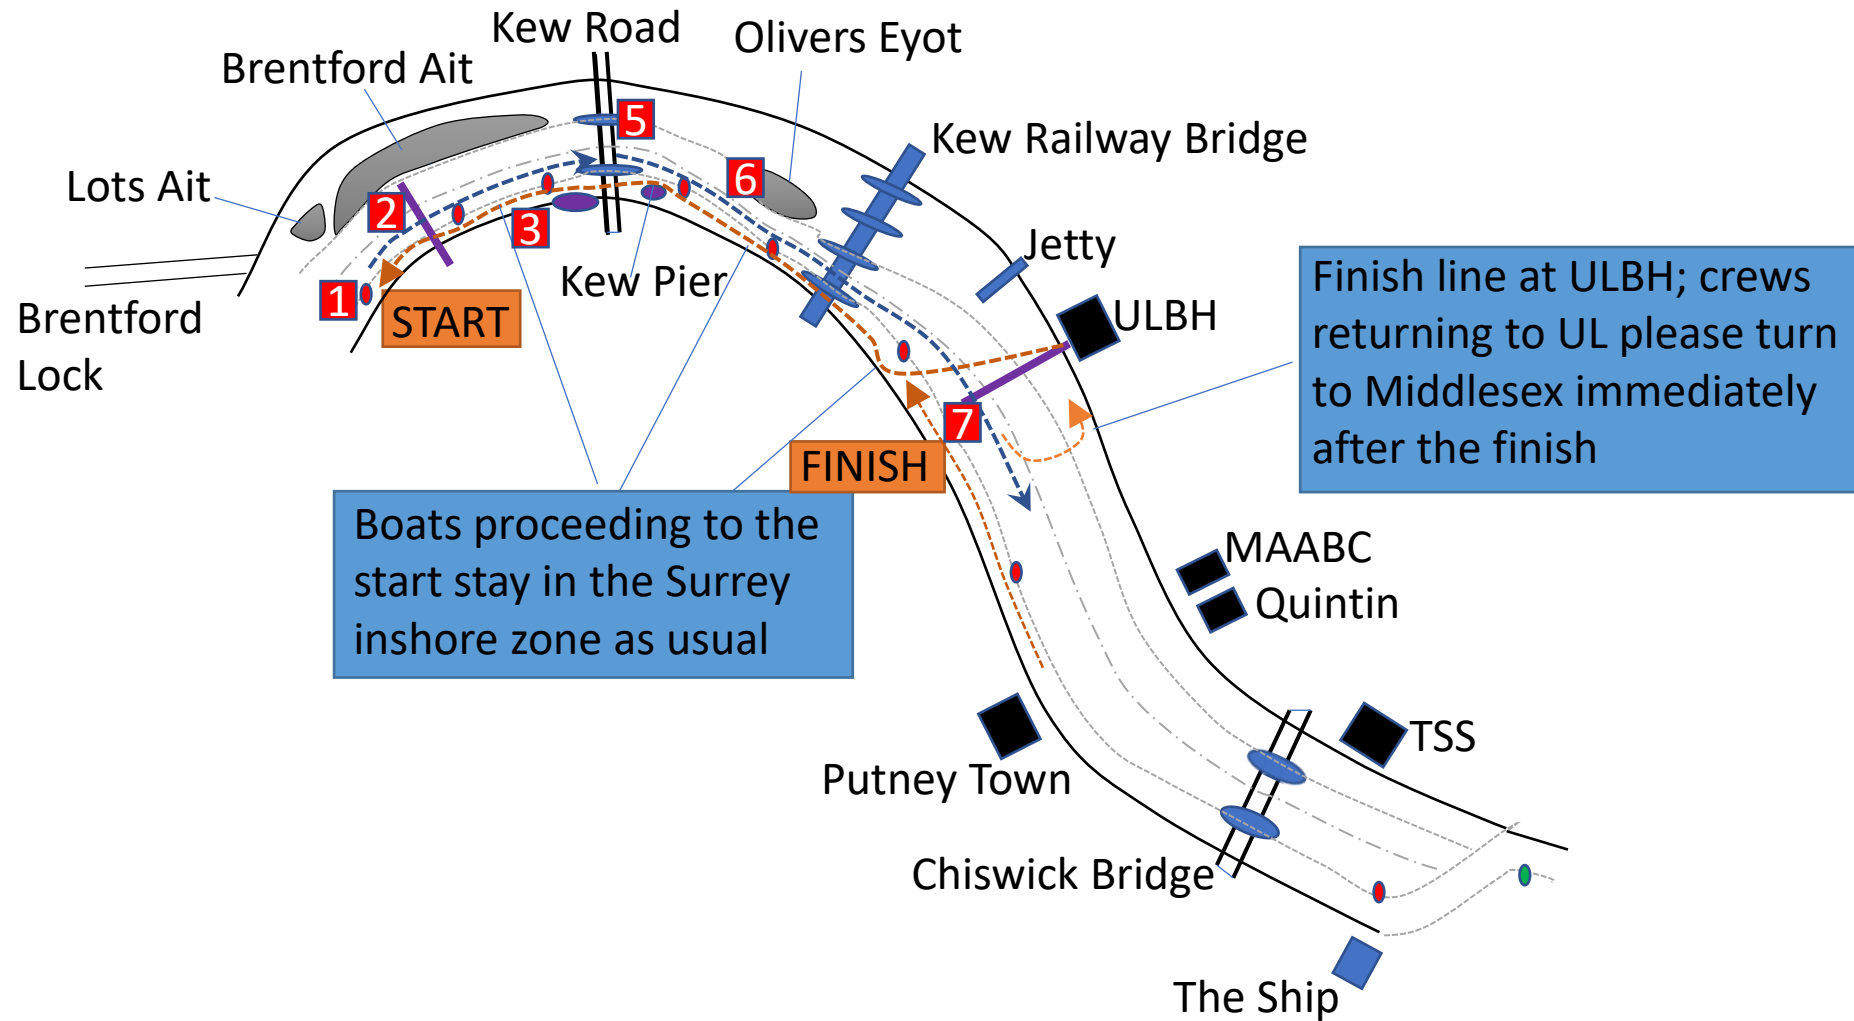 Kew Road
Olivers Eyot
Brentford Ait
5
Kew Railway Bridge
Lots Ait
6
2
3
Jetty
Kew Pier
1
START
Brentford
Lock
ULBH
Finish line at ULBH; crews
returning to UL please turn
to Middlesex immediately
after the finish
7
FINISH
Boats proceeding to the
start stay in the Surrey
inshore zone as usual
MAABC
Quintin
TSS
Putney Town
Chiswick Bridge
The Ship